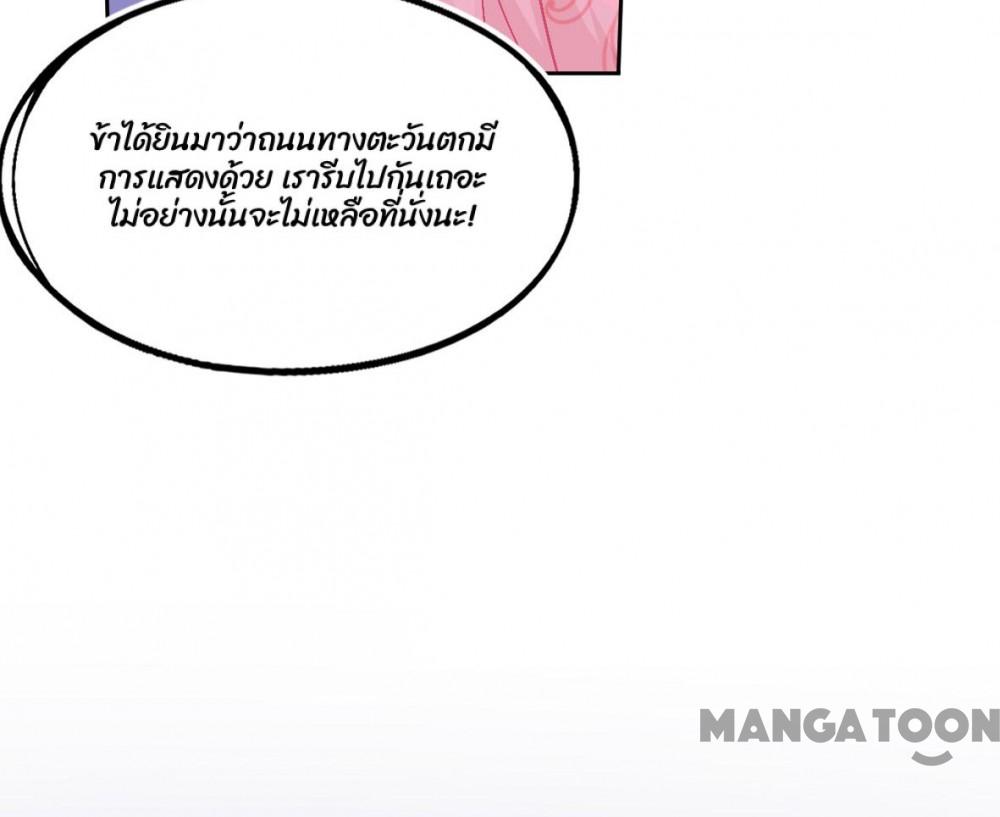 ข้าได้ยินมาว่าถนนทางตะวันตกมี
การแสดงด้วย เรารีบไปกันเถอะ
ไม่อย่างนั้นจะไม่เหลือที่นั่งนะ!
MANGA TOON